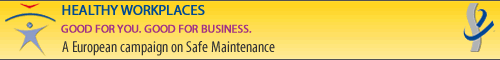 HEALTHY WORKPLACES
GOOD FOR YOU. GOOD FOR BUSINESS.
A European campaign on Safe Maintenance